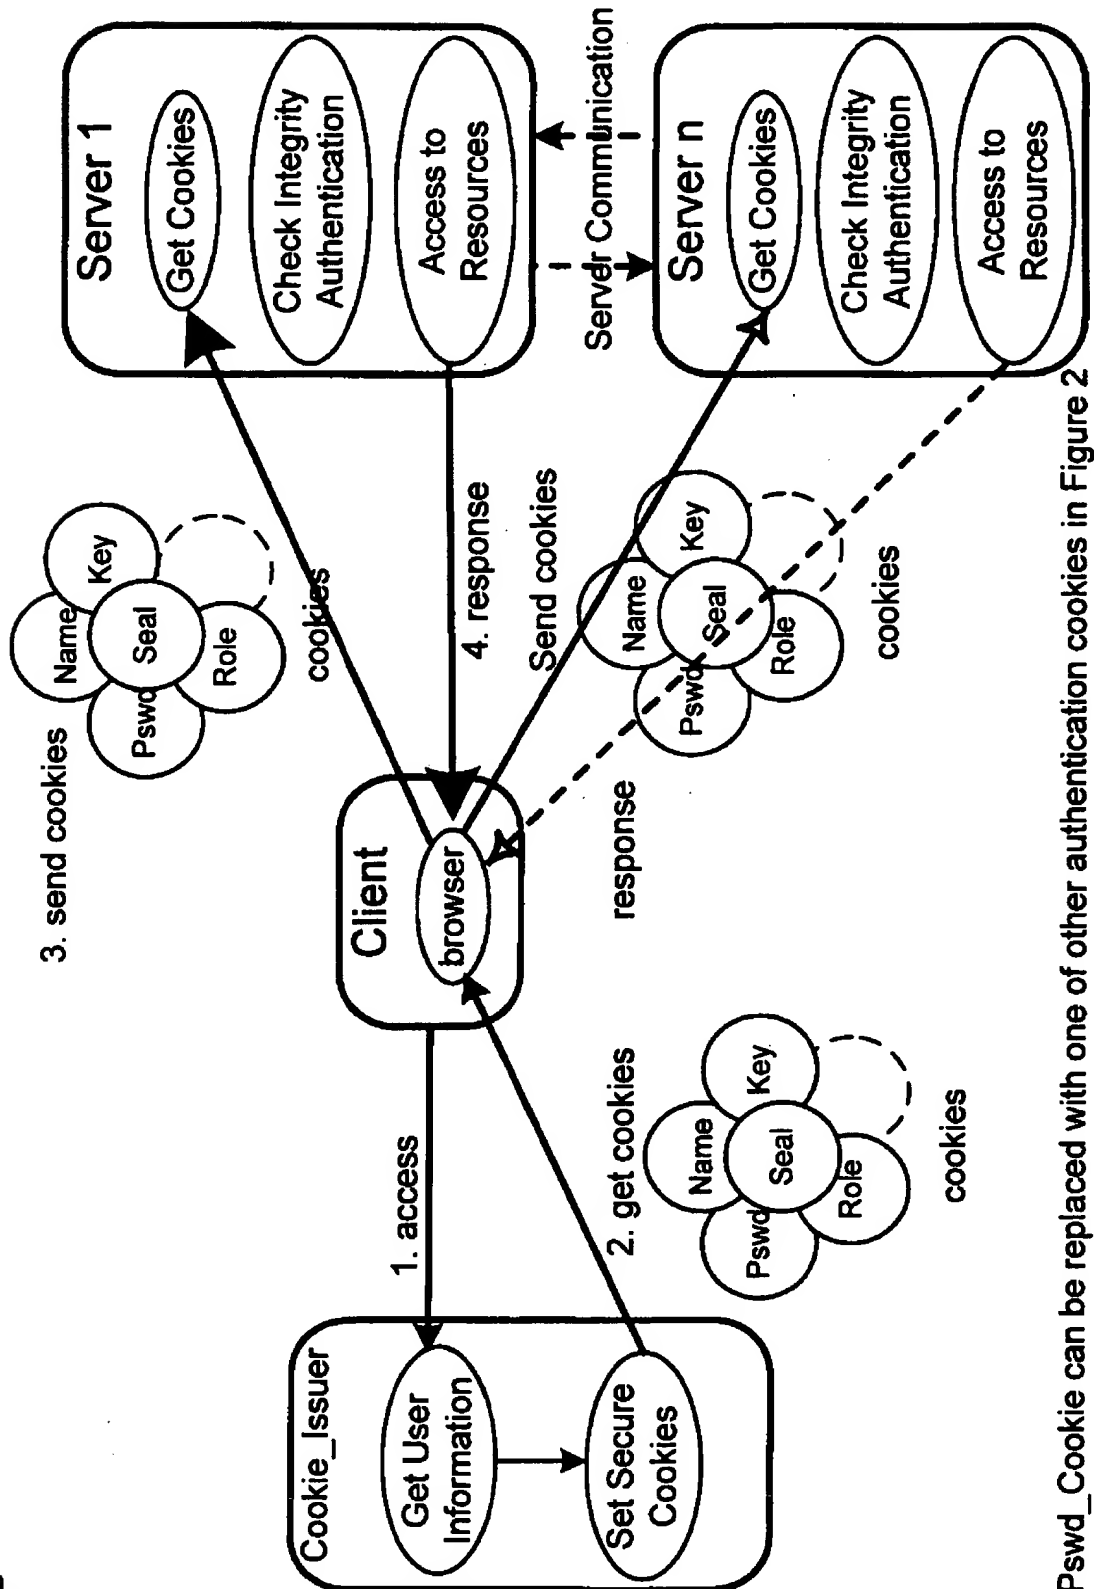 Cookie_Issuer
Get User
Information
Set Secure
Cookies
1. access
2. get cookies
Name
Key
Pswd
Seal
Role
cookies
Client
browser
3. send cookies
Name
Key
Pswd
Seal
Role
cookies
4. response
Send cookies
Name
Key
Pswd
Seal
Role
cookies
response
Server 1
Get Cookies
Check Integrity
Authentication
Access to
Resources
Server Communication
Server n
Get Cookies
Check Integrity
Authentication
Access to
Resources
Pswd_Cookie can be replaced with one of other authentication cookies in Figure 2